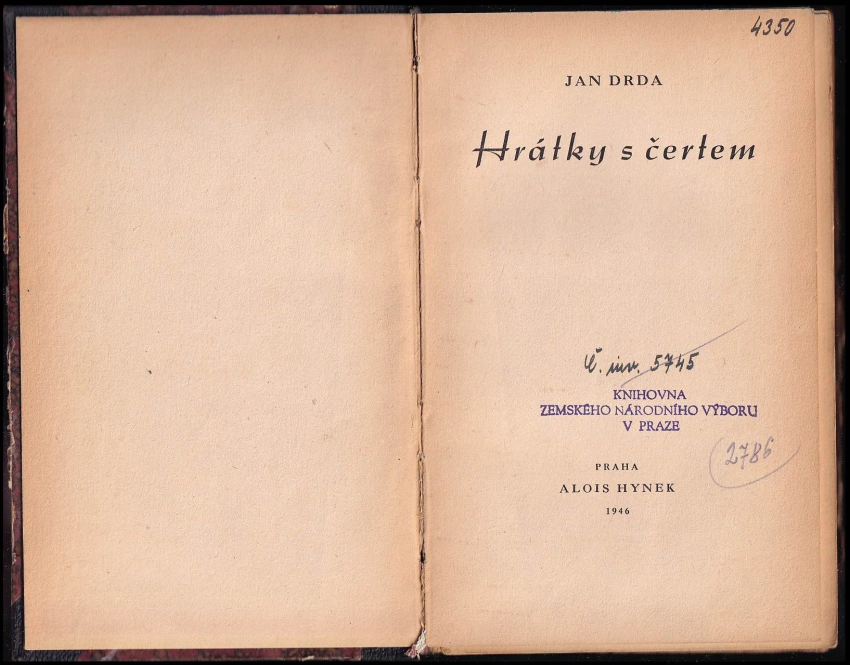 4350
JAN DRDA
Hrátky s čertem
Č. inv. 5745
KNIHOVNA
ZEMSKÉHO NÁRODNÍHO VÝBORU
V PRAZE
2786
PRAHA
ALOIS HYNEK
1946